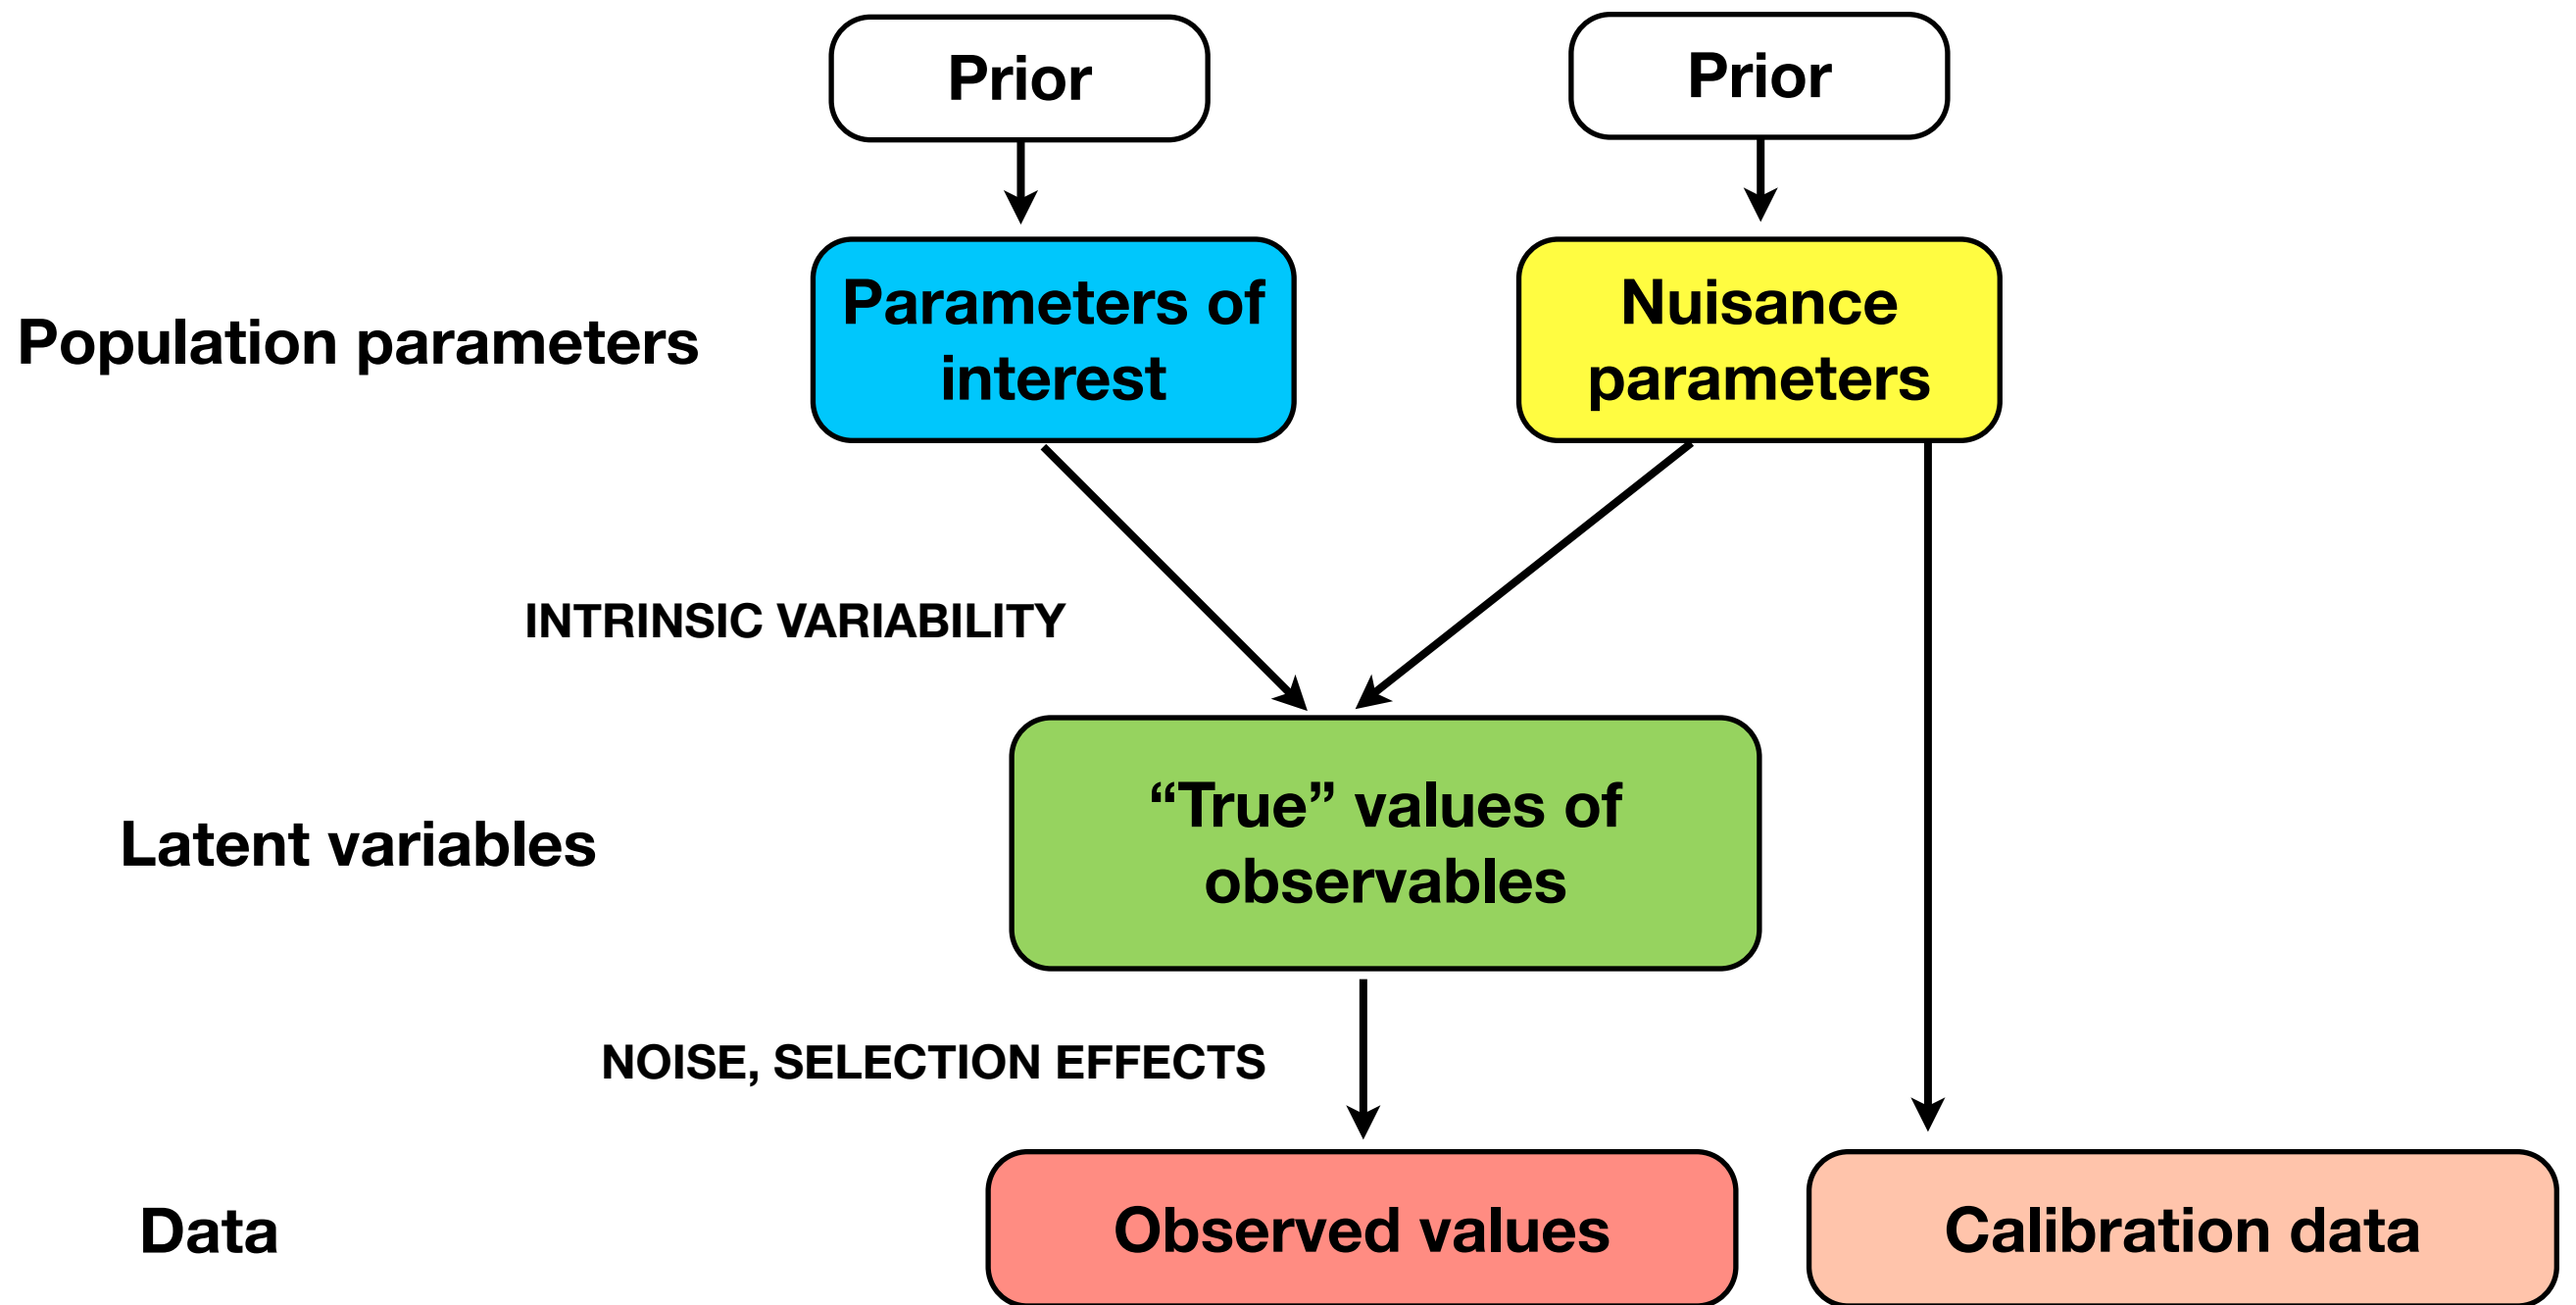 Prior
Prior
Population parameters
Parameters of
interest
Nuisance
parameters
INTRINSIC VARIABILITY
Latent variables
“True” values of
observables
NOISE, SELECTION EFFECTS
Data
Observed values
Calibration data